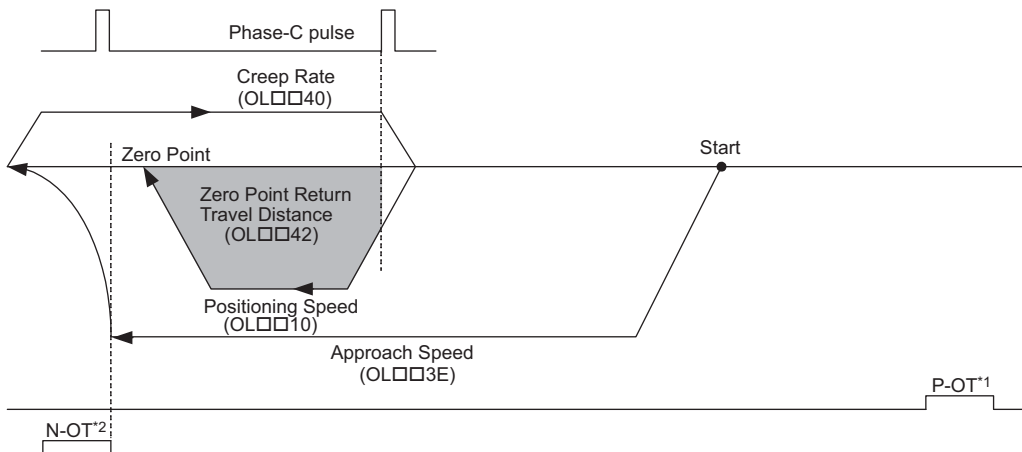 Phase-C pulse
Creep Rate
(OL□□40)
Zero Point
Start
Zero Point Return
Travel Distance
(OL□□42)
Positioning Speed
(OL□□10)
Approach Speed
(OL□□3E)
P-OT*1
N-OT*2